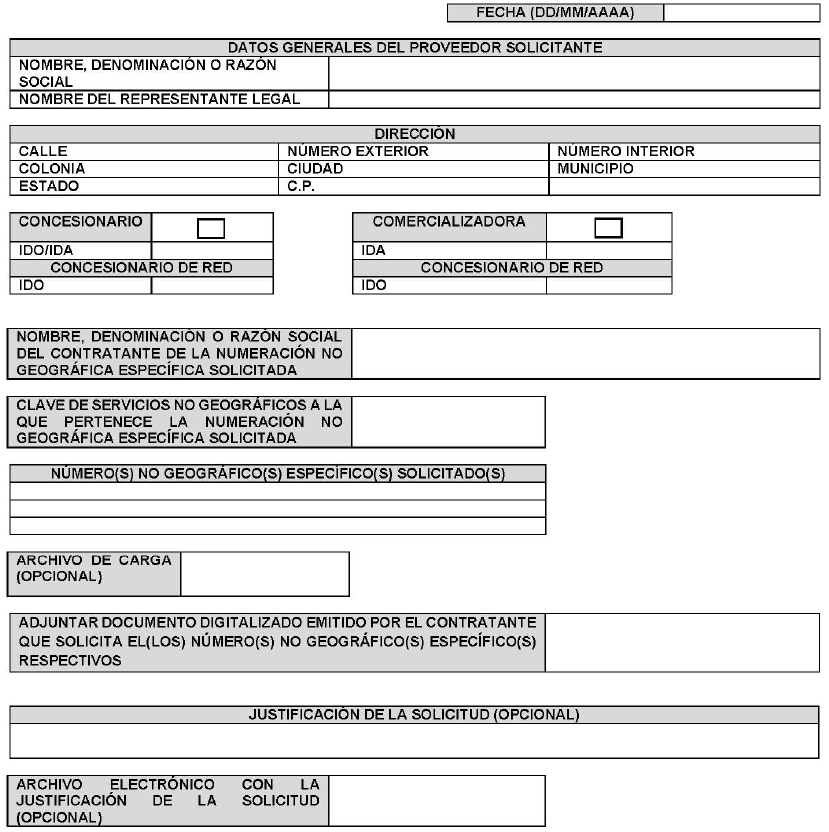 FECHA (DD/MM/AAAA)
DATOS GENERALES DEL PROVEEDOR SOLICITANTE
NOMBRE, DENOMINACIÓN O RAZÓN
SOCIAL
NOMBRE DEL REPRESENTANTE LEGAL
DIRECCIÓN
CALLE NÚMERO EXTERIOR NÚMERO INTERIOR
COLONIA CIUDAD MUNICIPIO
ESTADO C.P.
CONCESIONARIO COMERCIALIZADORA
IDO/IDA IDA
CONCESIONARIO DE RED CONCESIONARIO DE RED
IDO IDO
NOMBRE, DENOMINACIÓN O RAZÓN SOCIAL
DEL CONTRATANTE DE LA NUMERACIÓN NO
GEOGRÁFICA ESPECÍFICA SOLICITADA
CLAVE DE SERVICIOS NO GEOGRÁFICOS A LA
QUE PERTENECE LA NUMERACIÓN NO
GEOGRÁFICA ESPECÍFICA SOLICITADA
NÚMERO(S) NO GEOGRÁFICO(S) ESPECÍFICO(S) SOLICITADO(S)
ARCHIVO DE CARGA
(OPCIONAL)
ADJUNTAR DOCUMENTO DIGITALIZADO EMITIDO POR EL CONTRATANTE
QUE SOLICITA EL(LOS) NÚMERO(S) NO GEOGRÁFICO(S) ESPECÍFICO(S)
RESPECTIVOS
JUSTIFICACIÓN DE LA SOLICITUD (OPCIONAL)
ARCHIVO ELECTRÓNICO CON LA
JUSTIFICACIÓN DE LA SOLICITUD
(OPCIONAL)